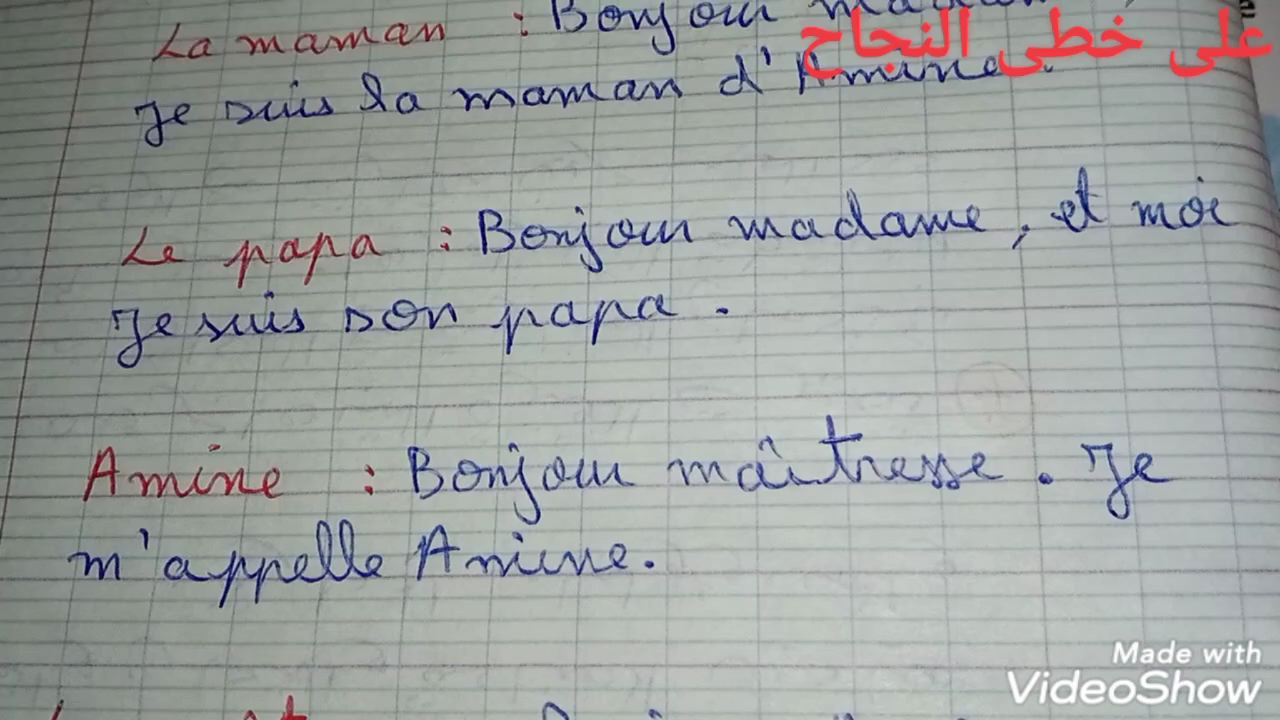 La maman : Bonjour
على خطى النجاح
Je suis la maman d'Amine.
Le papa : Bonjour madame, et moi
Je suis son papa.
Amine : Bonjour maîtresse. Je
m'appelle Amine.
Made with
VideoShow